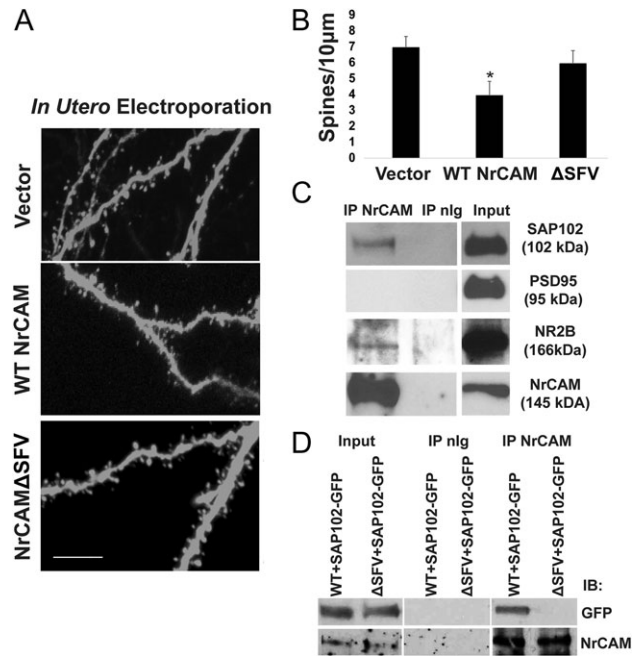 A
In Utero Electroporation
Vector
WT NrCAM
NrCAMΔSFV
B
Spines/10µm
9
8
7
6
5
4
3
2
1
0
*
Vector
WT NrCAM
ΔSFV
C
IP NrCAM
IP nIg
Input
SAP102
(102 kDa)
PSD95
(95 kDa)
NR2B
(166kDa)
NrCAM
(145 kDA)
D
Input
IP nIg
IP NrCAM
WT+SAP102-GFP
ΔSFV+SAP102-GFP
WT+SAP102-GFP
ΔSFV+SAP102-GFP
WT+SAP102-GFP
ΔSFV+SAP102-GFP
IB:
GFP
NrCAM